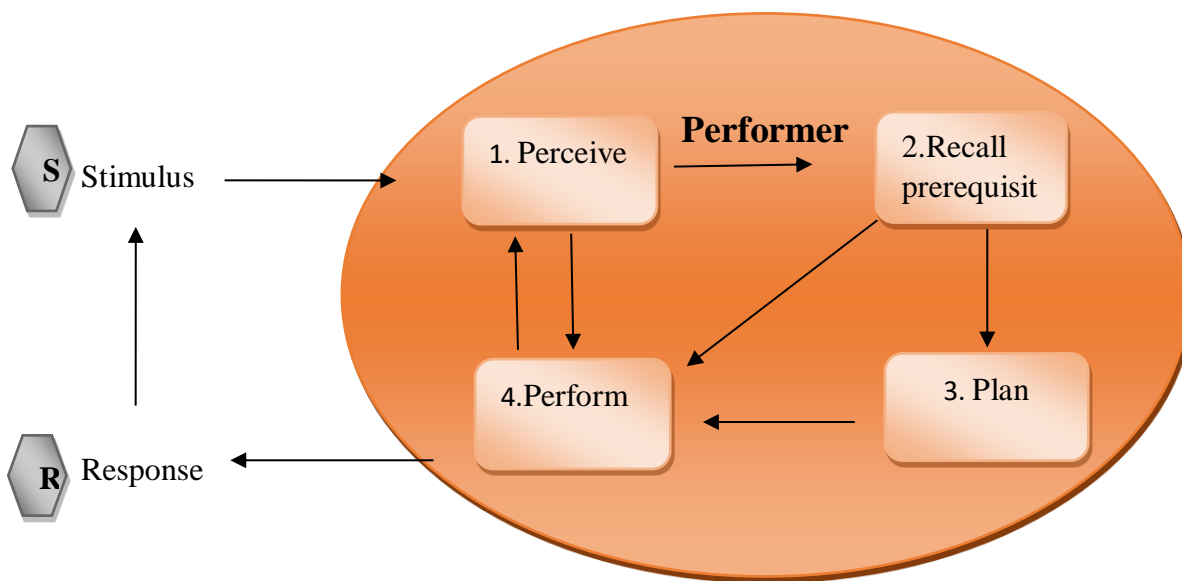 Performer
1. Perceive
2.Recall
prerequisit
S Stimulus
4.Perform
3. Plan
R Response